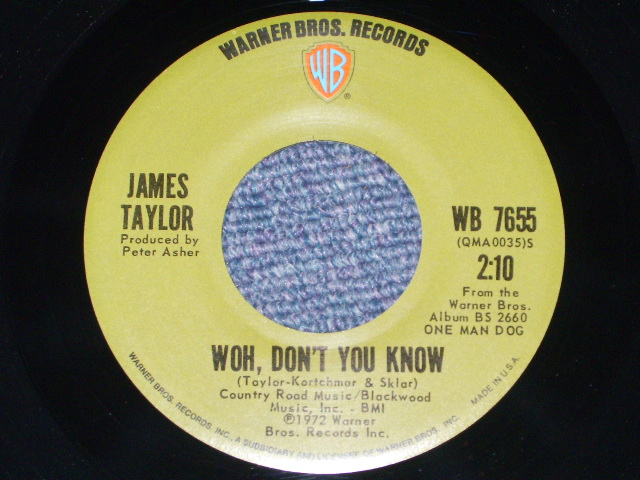 WARNER BROS. RECORDS
WB
®
JAMES
TAYLOR
Produced by
Peter Asher
WB 7655
(QMA0035)S
2:10
From the
Warner Bros.
Album BS 2660
ONE MAN DOG
WOH, DON'T YOU KNOW
(Taylor-Kortchmar & Sklar)
Country Road Music/Blackwood
Music, Inc. - BMI
℗1972 Warner
Bros. Records Inc.
WARNER BROS. RECORDS, INC., A SUBSIDIARY AND LICENSEE OF WARNER BROS., INC.
MADE IN U.S.A.